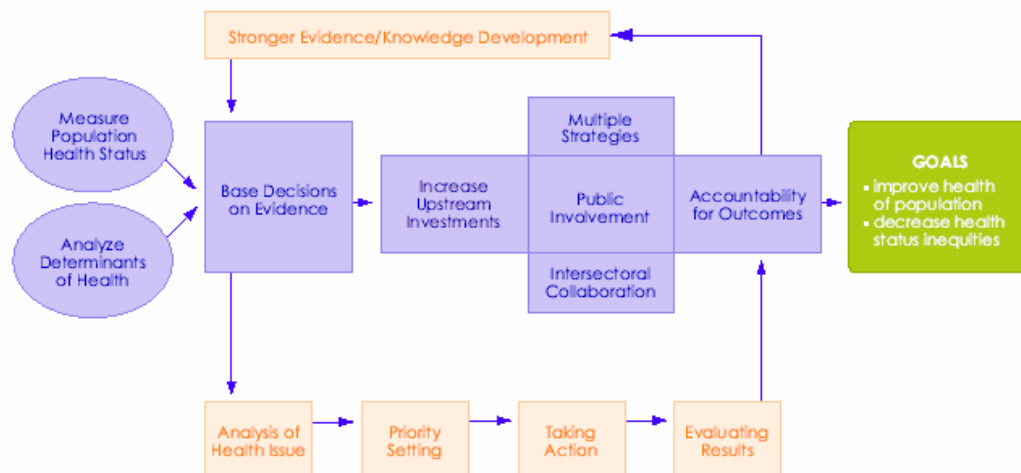 Stronger Evidence/Knowledge Development
Measure
Population
Health Status
Analyze
Determinants
of Health
Base Decisions
on Evidence
Increase
Upstream
Investments
Multiple
Strategies
Public
Involvement
Intersectoral
Collaboration
Accountability
for Outcomes
GOALS
▪ improve health
of population
▪ decrease health
status inequities
Analysis of
Health Issue
Priority
Setting
Taking
Action
Evaluating
Results